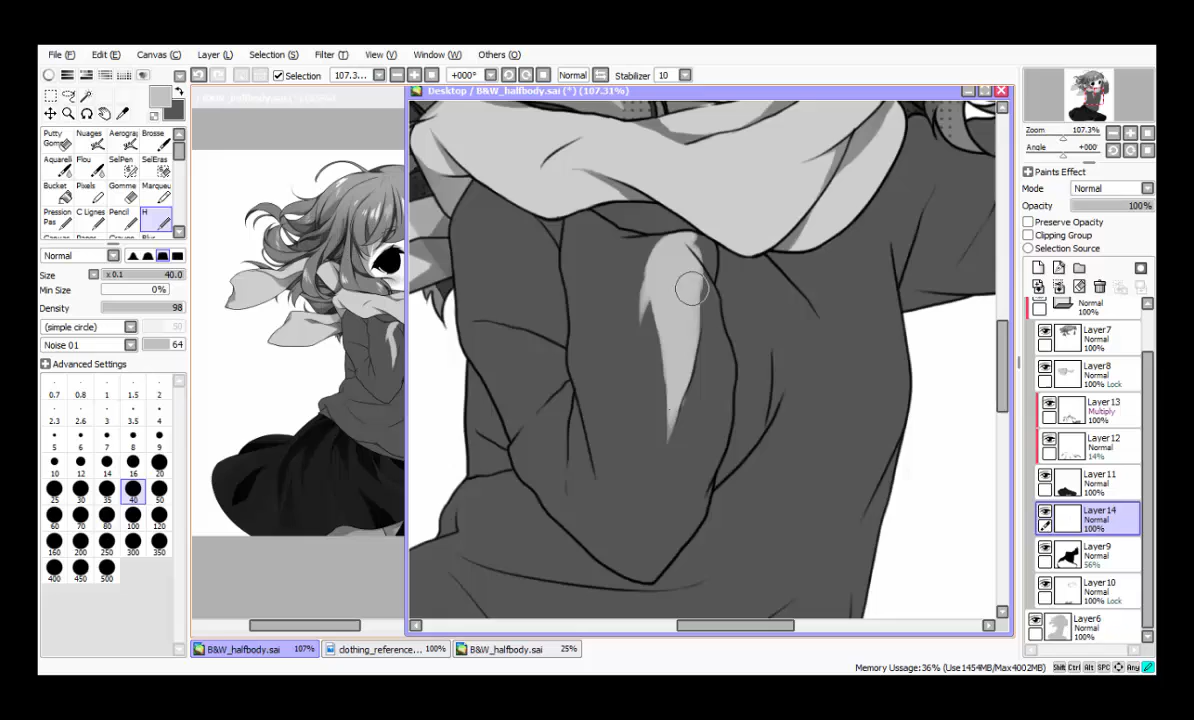 File (F) Edit (E) Canvas (C) Layer (L) Selection (S) Filter (T) View (V) Window (W) Others (O)
Selection 107.3... +000° Normal Stabilizer 10
Desktop / B&W_halfbody.sai (*) (107.31%)
Zoom 107.3%
Angle +000
Putty Nuages Aerograp Brosse
Gomme
Aquarell Flou SelPen SelEras
Bucket Pixels Gomme Marqueu
Pression C Lignes Pencil H
Pas
Paints Effect
Mode Normal
Opacity 100%
Preserve Opacity
Clipping Group
Selection Source
Normal
Size x 0.1 40.0
Min Size 0%
Density 98
(simple circle) 50
Noise 01 64
Advanced Settings
0.7 0.8 1 1.5 2
2.3 2.6 3 3.5 4
5 6 7 8 9
10 12 14 16 20
25 30 35 40 50
60 70 80 100 120
160 200 250 300 350
400 450 500
Normal
100%
Layer7
Normal
100%
Layer8
Normal
100% Lock
Layer13
Multiply
100%
Layer12
Normal
14%
Layer11
Normal
100%
Layer14
Normal
100%
Layer9
Normal
56%
Layer10
Normal
100% Lock
Layer6
Normal
100%
B&W_halfbody.sai 107% clothing_reference... 100% B&W_halfbody.sai 25%
Memory Ussage:36% (Use1454MB/Max4002MB) Shift Ctrl Alt SPC Any